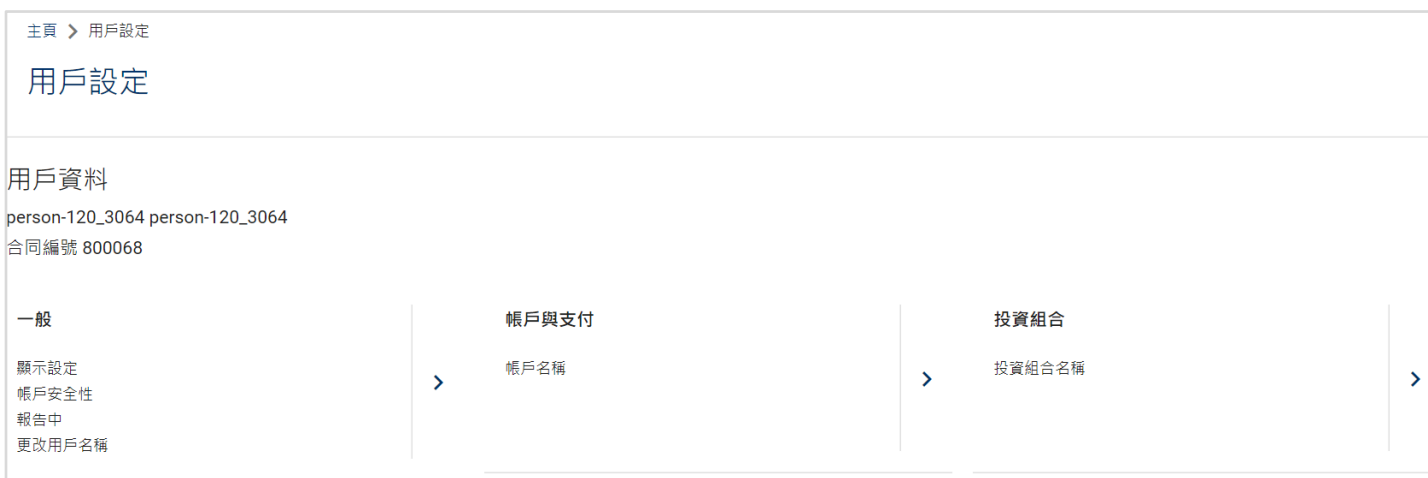 主頁 用戶設定
用戶設定
用戶資料
person-120_3064 person-120_3064
合同編號 800068
一般
顯示設定
帳戶安全性
報告中
更改用戶名稱
帳戶與支付
帳戶名稱
投資組合
投資組合名稱